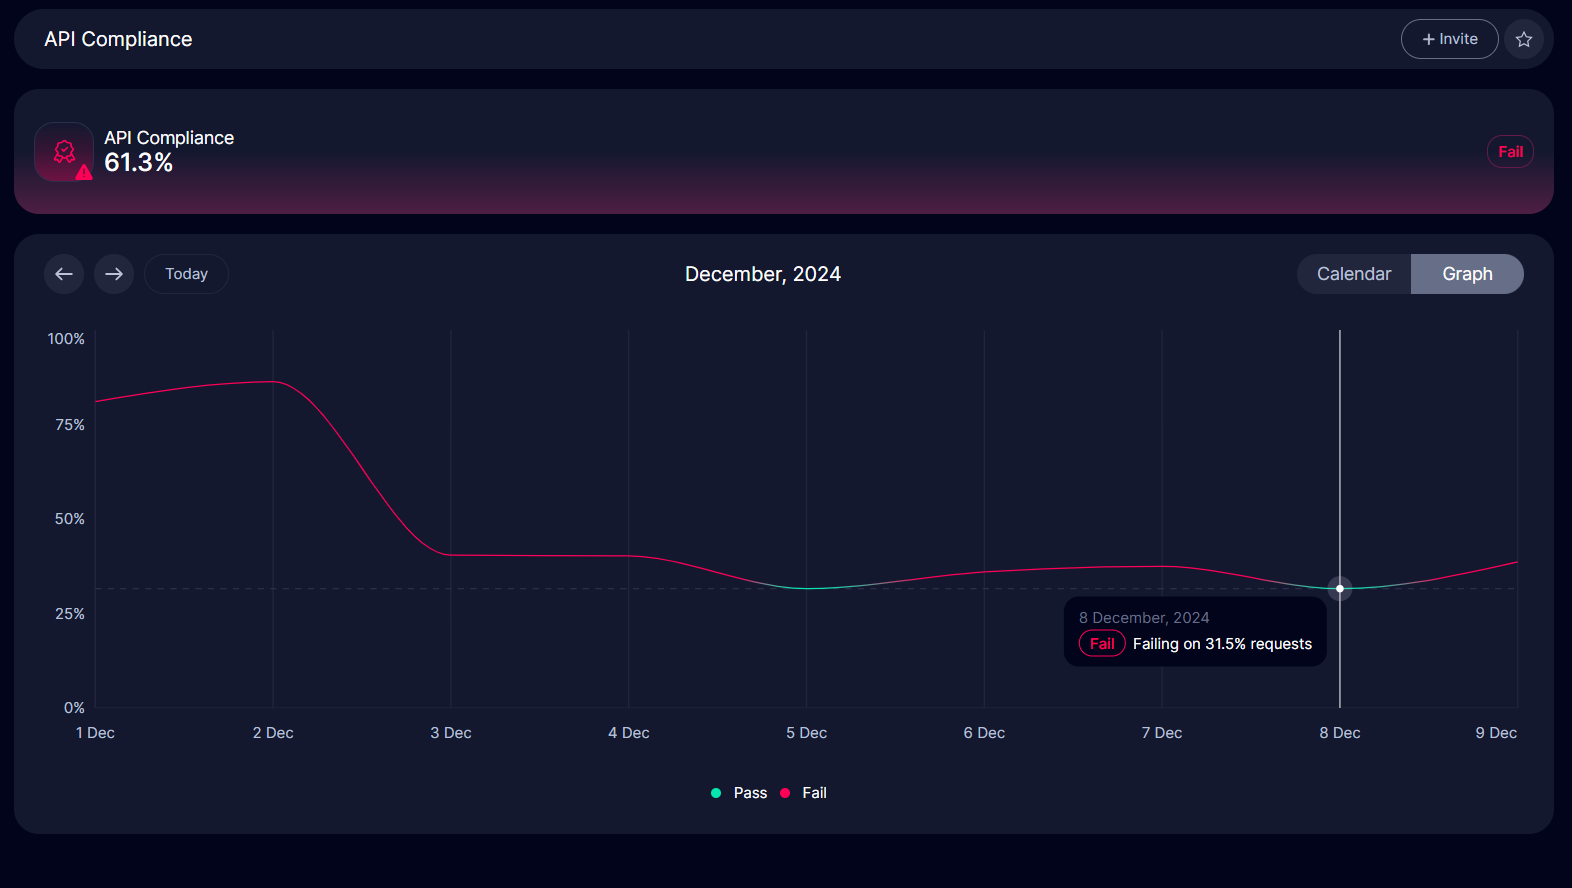 API Compliance
+ Invite
API Compliance
61.3%
Fail
Today
December, 2024
Calendar
Graph
100%
75%
50%
25%
0%
8 December, 2024
Fail Failing on 31.5% requests
1 Dec 2 Dec 3 Dec 4 Dec 5 Dec 6 Dec 7 Dec 8 Dec 9 Dec
Pass Fail